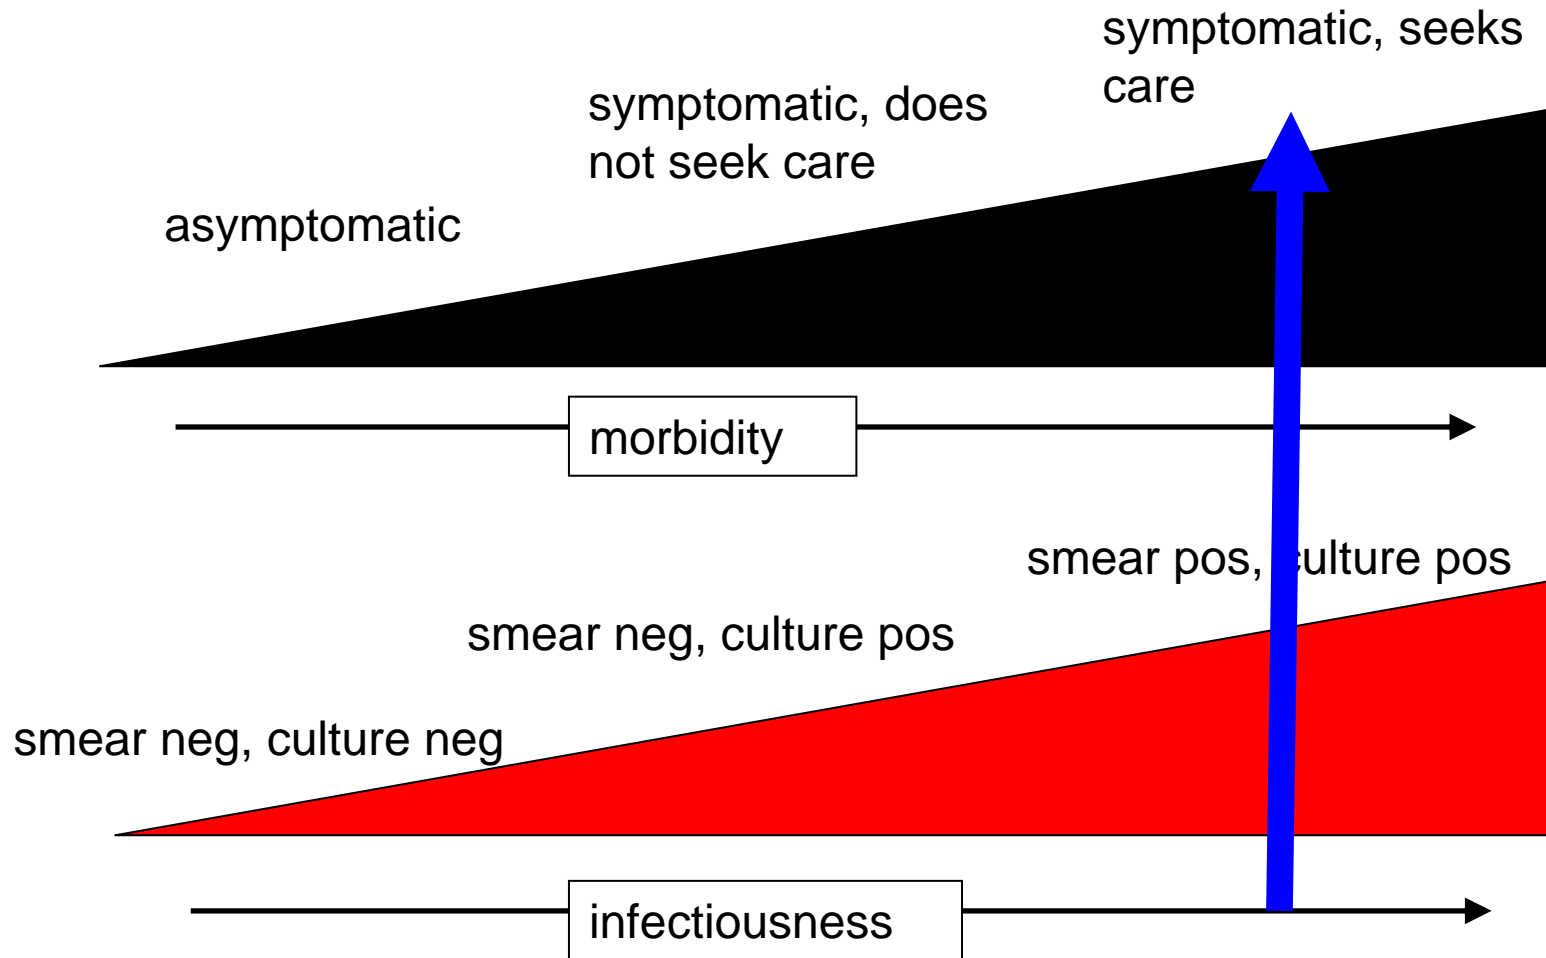 symptomatic, seeks
care
symptomatic, does
not seek care
asymptomatic
morbidity
smear pos, culture pos
smear neg, culture pos
smear neg, culture neg
infectiousness